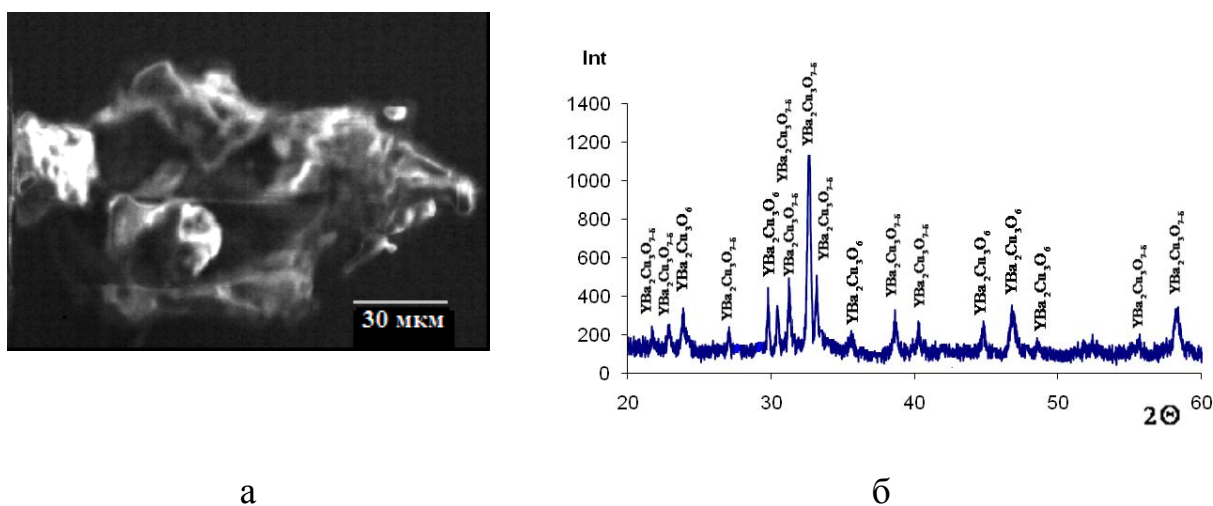 30 мкм
Int
1400
1200
1000
800
600
400
200
0
YBa₂Cu₃O₇₋δ
YBa₂Cu₃O₇₋δ
YBa₂Cu₃O₆
YBa₂Cu₃O₇₋δ
YBa₂Cu₃O₆
YBa₂Cu₃O₇₋δ
YBa₂Cu₃O₇₋δ
YBa₂Cu₃O₇₋δ
YBa₂Cu₃O₇₋δ
YBa₂Cu₃O₆
YBa₂Cu₃O₇₋δ
YBa₂Cu₃O₇₋δ
YBa₂Cu₃O₆
YBa₂Cu₃O₆
YBa₂Cu₃O₆
YBa₂Cu₃O₇₋δ
YBa₂Cu₃O₇₋δ
20 30 40 50 60
2Θ
а б